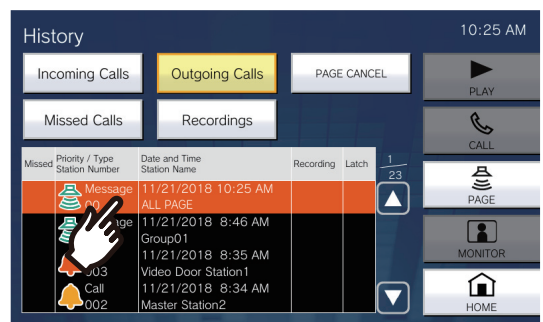 History
10:25 AM
Incoming Calls
Outgoing Calls
PAGE CANCEL
PLAY
Missed Calls
Recordings
CALL
Missed
Priority / Type
Station Number
Date and Time
Station Name
Recording
Latch
1
23
Message
11/21/2018 10:25 AM
00
ALL PAGE
PAGE
11/21/2018 8:46 AM
Group01
11/21/2018 8:35 AM
003
Video Door Station1
MONITOR
Call
11/21/2018 8:34 AM
002
Master Station2
HOME